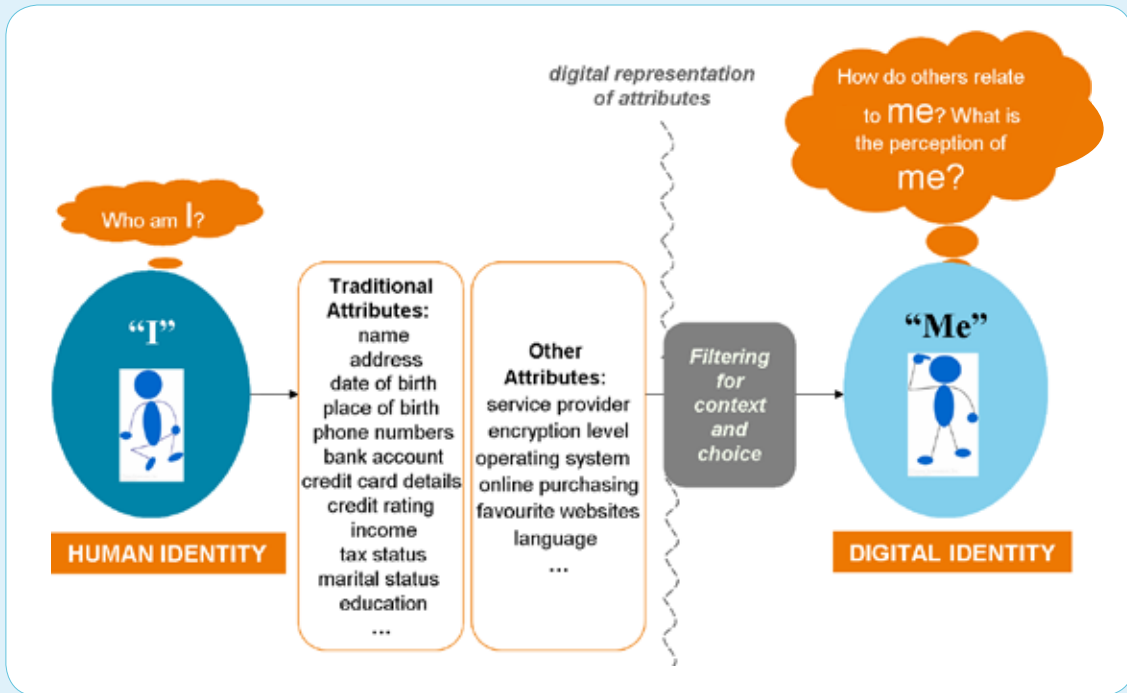 digital representation
of attributes
How do others relate
to me? What is
the perception of
me?
Who am I?
“I”
HUMAN IDENTITY
Traditional
Attributes:
name
address
date of birth
place of birth
phone numbers
bank account
credit card details
credit rating
income
tax status
marital status
education
...
Other
Attributes:
service provider
encryption level
operating system
online purchasing
favourite websites
language
...
Filtering
for
context
and
choice
“Me”
DIGITAL IDENTITY